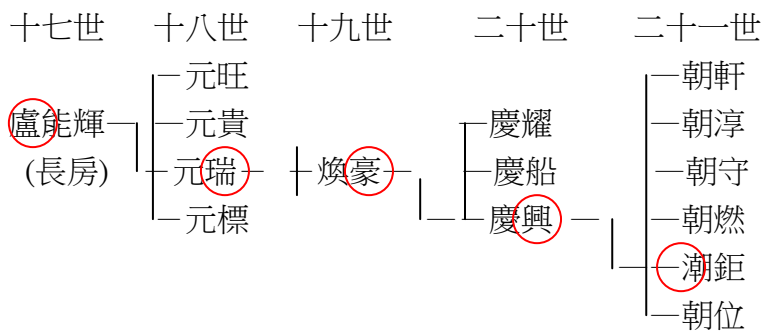 十七世 十八世 十九世 二十世 二十一世
元旺 朝軒
盧能輝 元貴 慶耀 朝淳
(長房) 元瑞 煥豪 慶船 朝守
元標 慶興 朝燃
潮鉅
朝位